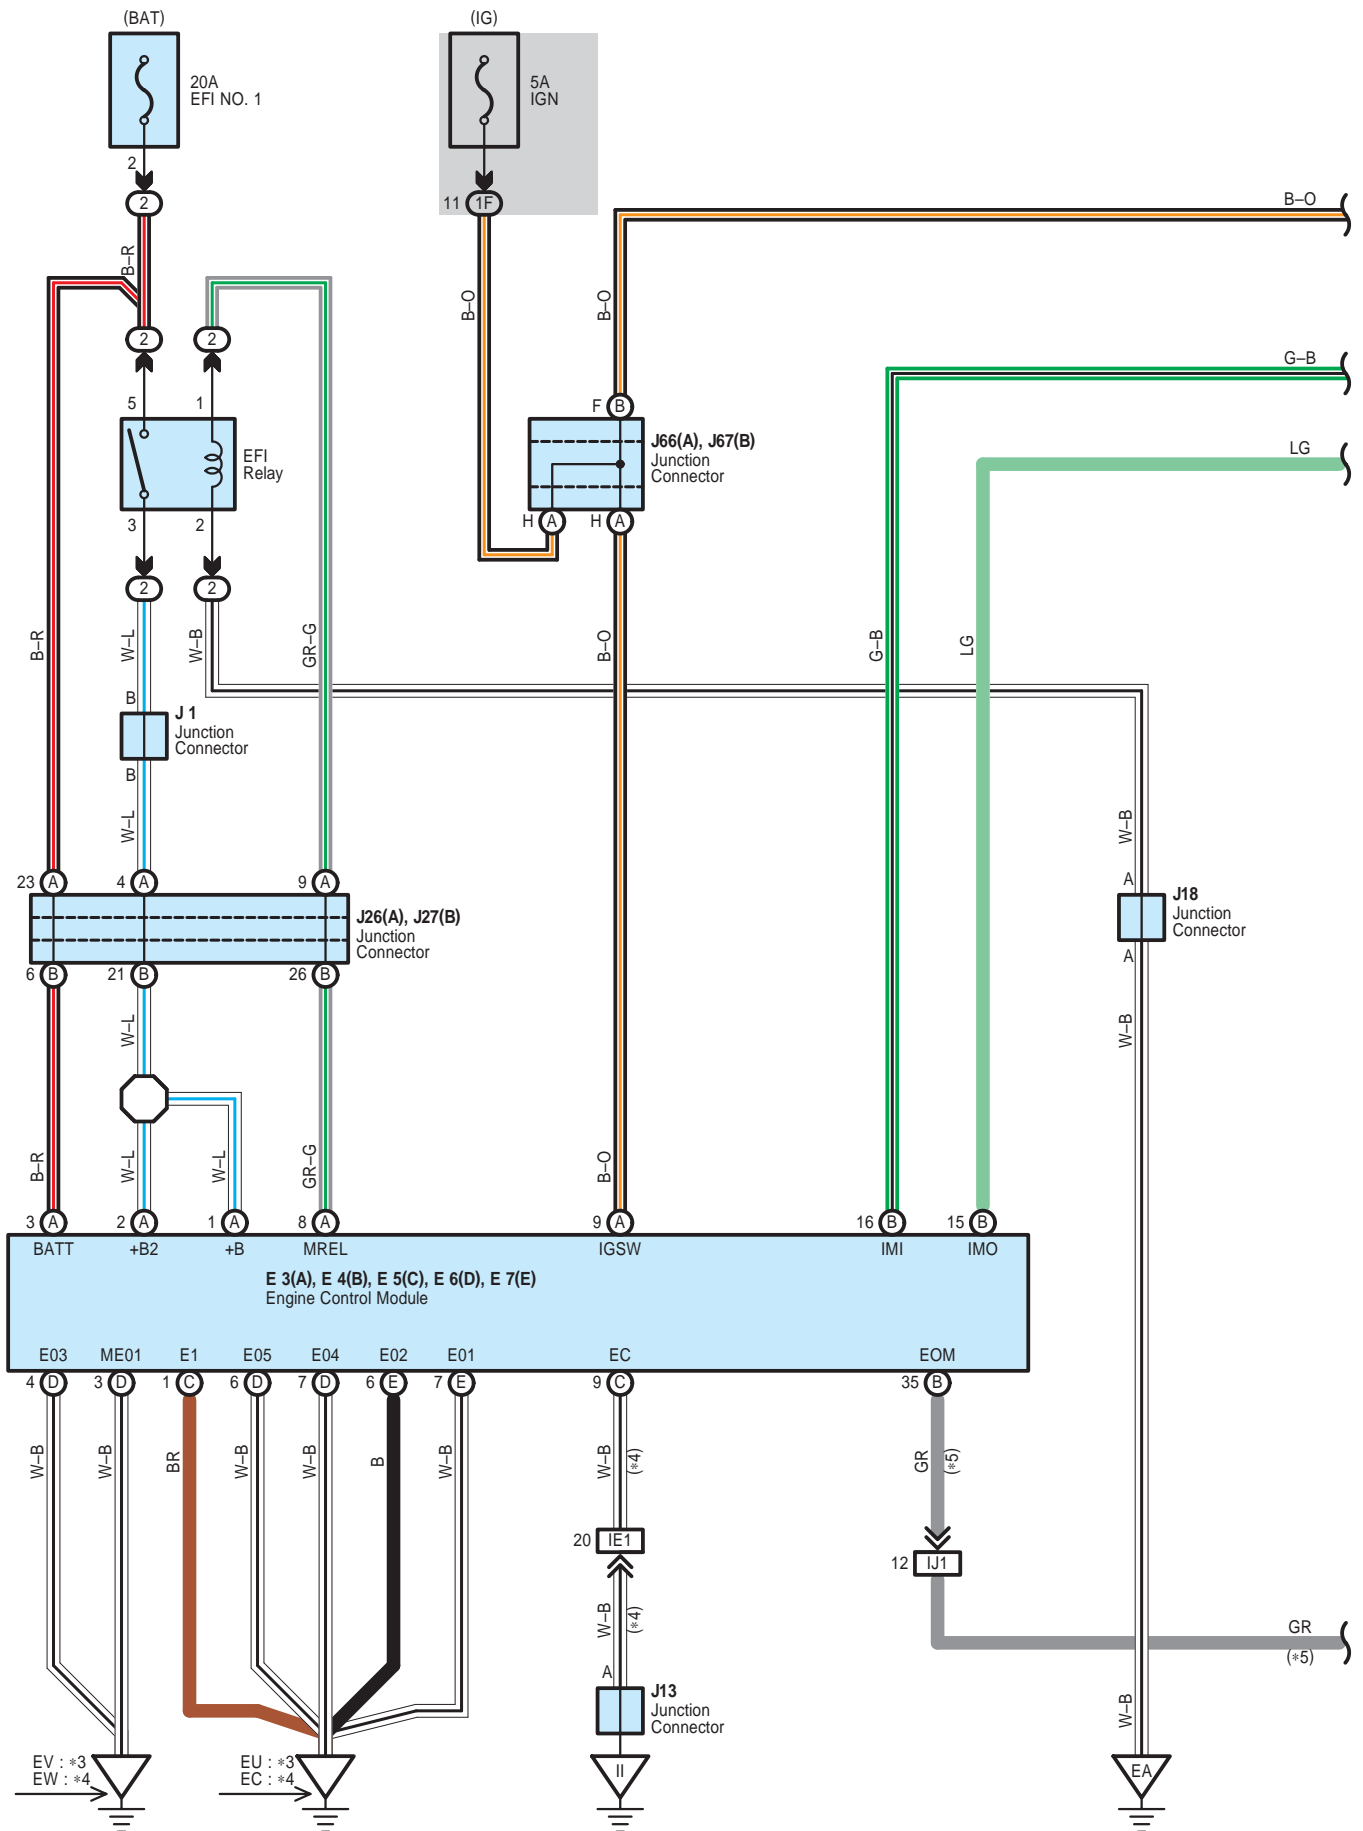 (BAT)
(IG)
20A
EFI NO. 1
5A
IGN
2
2
11
1F
B–O
B–R
B–O
B–O
2
2
G–B
5
1
F
B
EFI
Relay
J66(A), J67(B)
Junction
Connector
LG
3
2
H
A
H
A
2
2
B–R
W–L
W–B
GR–G
B–O
G–B
LG
B
J 1
Junction
Connector
B
W–L
W–B
23
A
4
A
9
A
A
J18
Junction
Connector
A
J26(A), J27(B)
Junction
Connector
6
B
21
B
26
B
W–L
W–B
B–R
W–L
W–L
GR–G
B–O
3
A
2
A
1
A
8
A
9
A
16
B
15
B
BATT
+B2
+B
MREL
IGSW
IMI
IMO
E 3(A), E 4(B), E 5(C), E 6(D), E 7(E)
Engine Control Module
E03
ME01
E1
E05
E04
E02
E01
EC
EOM
4
D
3
D
1
C
6
D
7
D
6
E
7
E
9
C
35
B
W–B
W–B
BR
W–B
W–B
B
W–B
W–B
(*4)
GR
(*5)
20
IE1
12
IJ1
W–B
(*4)
GR
(*5)
A
J13
Junction
Connector
W–B
EV : *3
EW : *4
EU : *3
EC : *4
II
EA